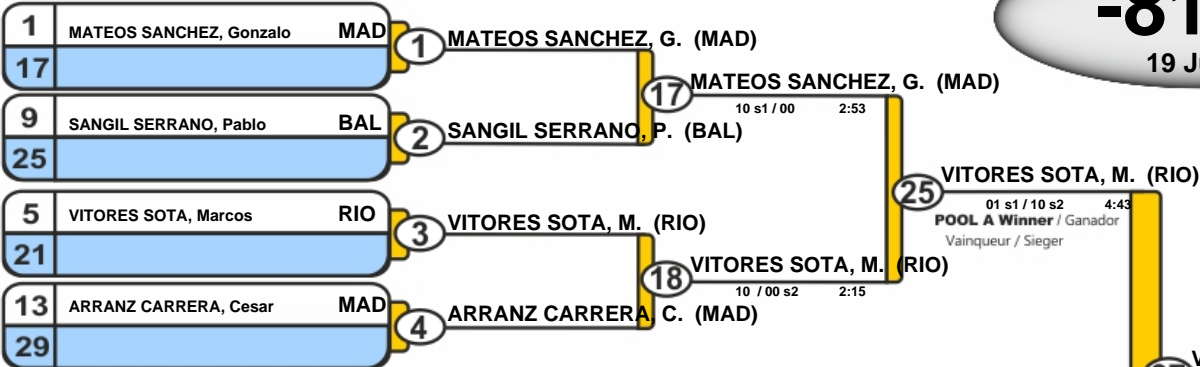 -81
19 J
1 MATEOS SANCHEZ, Gonzalo MAD
17
9 SANGIL SERRANO, Pablo BAL
25
5 VITORES SOTA, Marcos RIO
21
13 ARRANZ CARRERA, Cesar MAD
29
1 MATEOS SANCHEZ, G. (MAD)
2 SANGIL SERRANO, P. (BAL)
3 VITORES SOTA, M. (RIO)
4 ARRANZ CARRERA, C. (MAD)
17 MATEOS SANCHEZ, G. (MAD)
10 s1 / 00 2:53
18 VITORES SOTA, M. (RIO)
10 / 00 s2 2:15
25 VITORES SOTA, M. (RIO)
01 s1 / 10 s2 4:43
POOL A Winner / Ganador
Vainqueur / Sieger